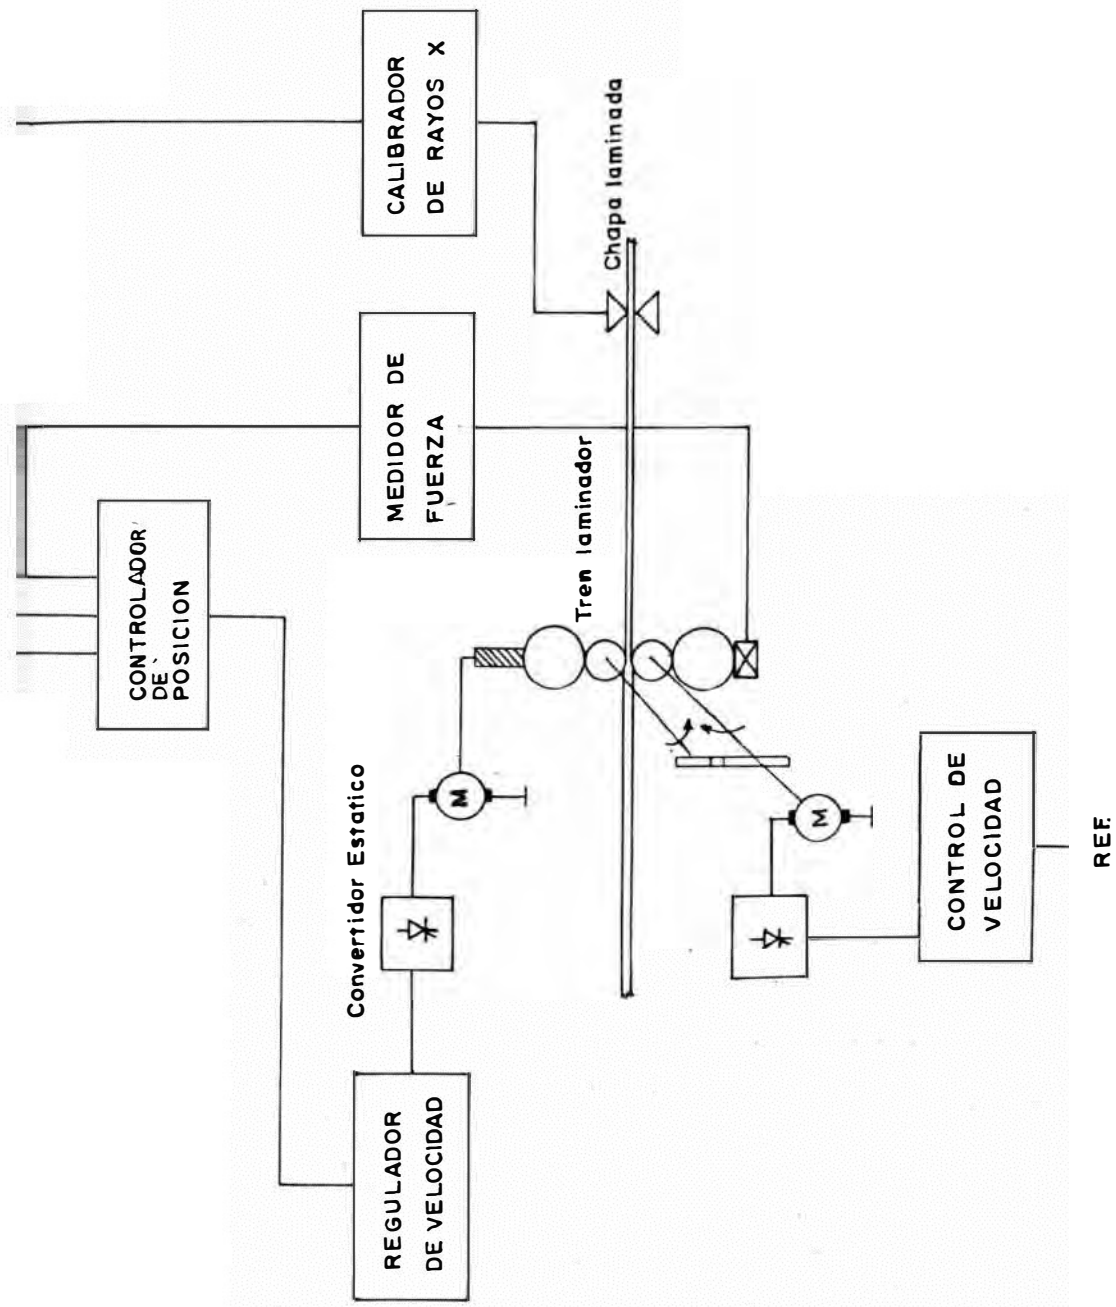 CALIBRADOR
DE RAYOS X
Chapa laminada
MEDIDOR DE
FUERZA
Tren laminador
CONTROLADOR
DE
POSICION
Convertidor Estatico
M
M
REGULADOR
DE VELOCIDAD
CONTROL DE
VELOCIDAD
REF.